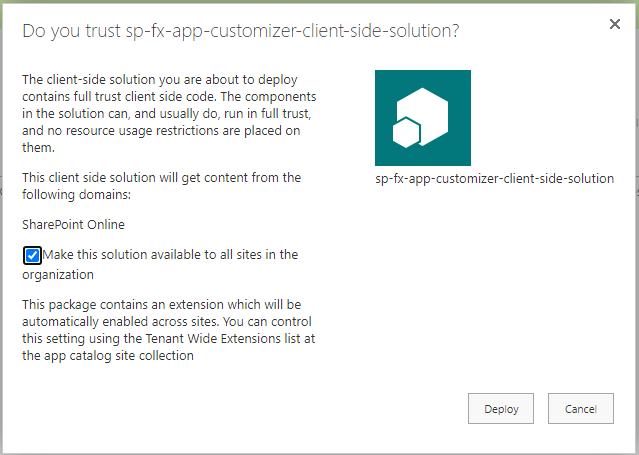 Do you trust sp-fx-app-customizer-client-side-solution?
The client-side solution you are about to deploy
contains full trust client side code. The components
in the solution can, and usually do, run in full trust,
and no resource usage restrictions are placed on
them.
This client side solution will get content from the
following domains:
SharePoint Online
Make this solution available to all sites in the
organization
This package contains an extension which will be
automatically enabled across sites. You can control
this setting using the Tenant Wide Extensions list at
the app catalog site collection
sp-fx-app-customizer-client-side-solution
Deploy
Cancel